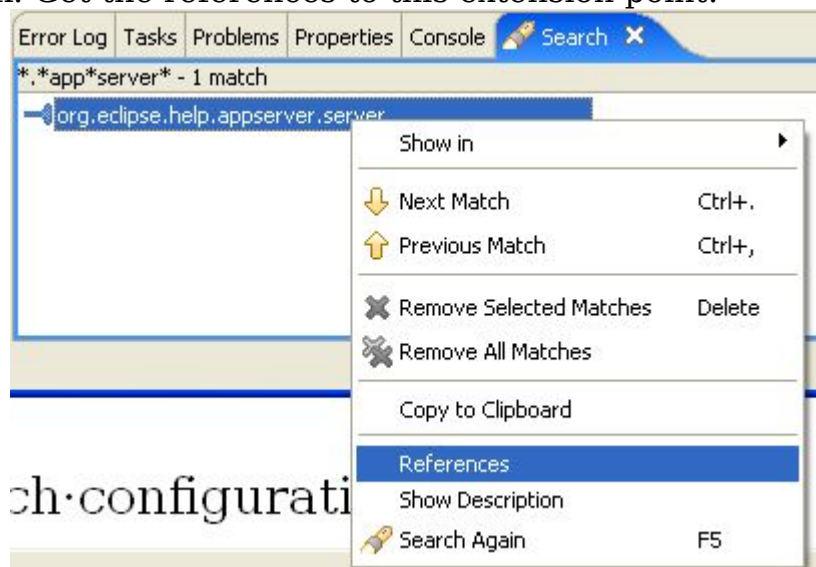 Get the references to this extension point.
Error Log Tasks Problems Properties Console Search
*.*app*server* - 1 match
org.eclipse.help.appserver.server
Show in
Next Match Ctrl+.
Previous Match Ctrl+,
Remove Selected Matches Delete
Remove All Matches
Copy to Clipboard
References
ch·configurati
Show Description
Search Again F5